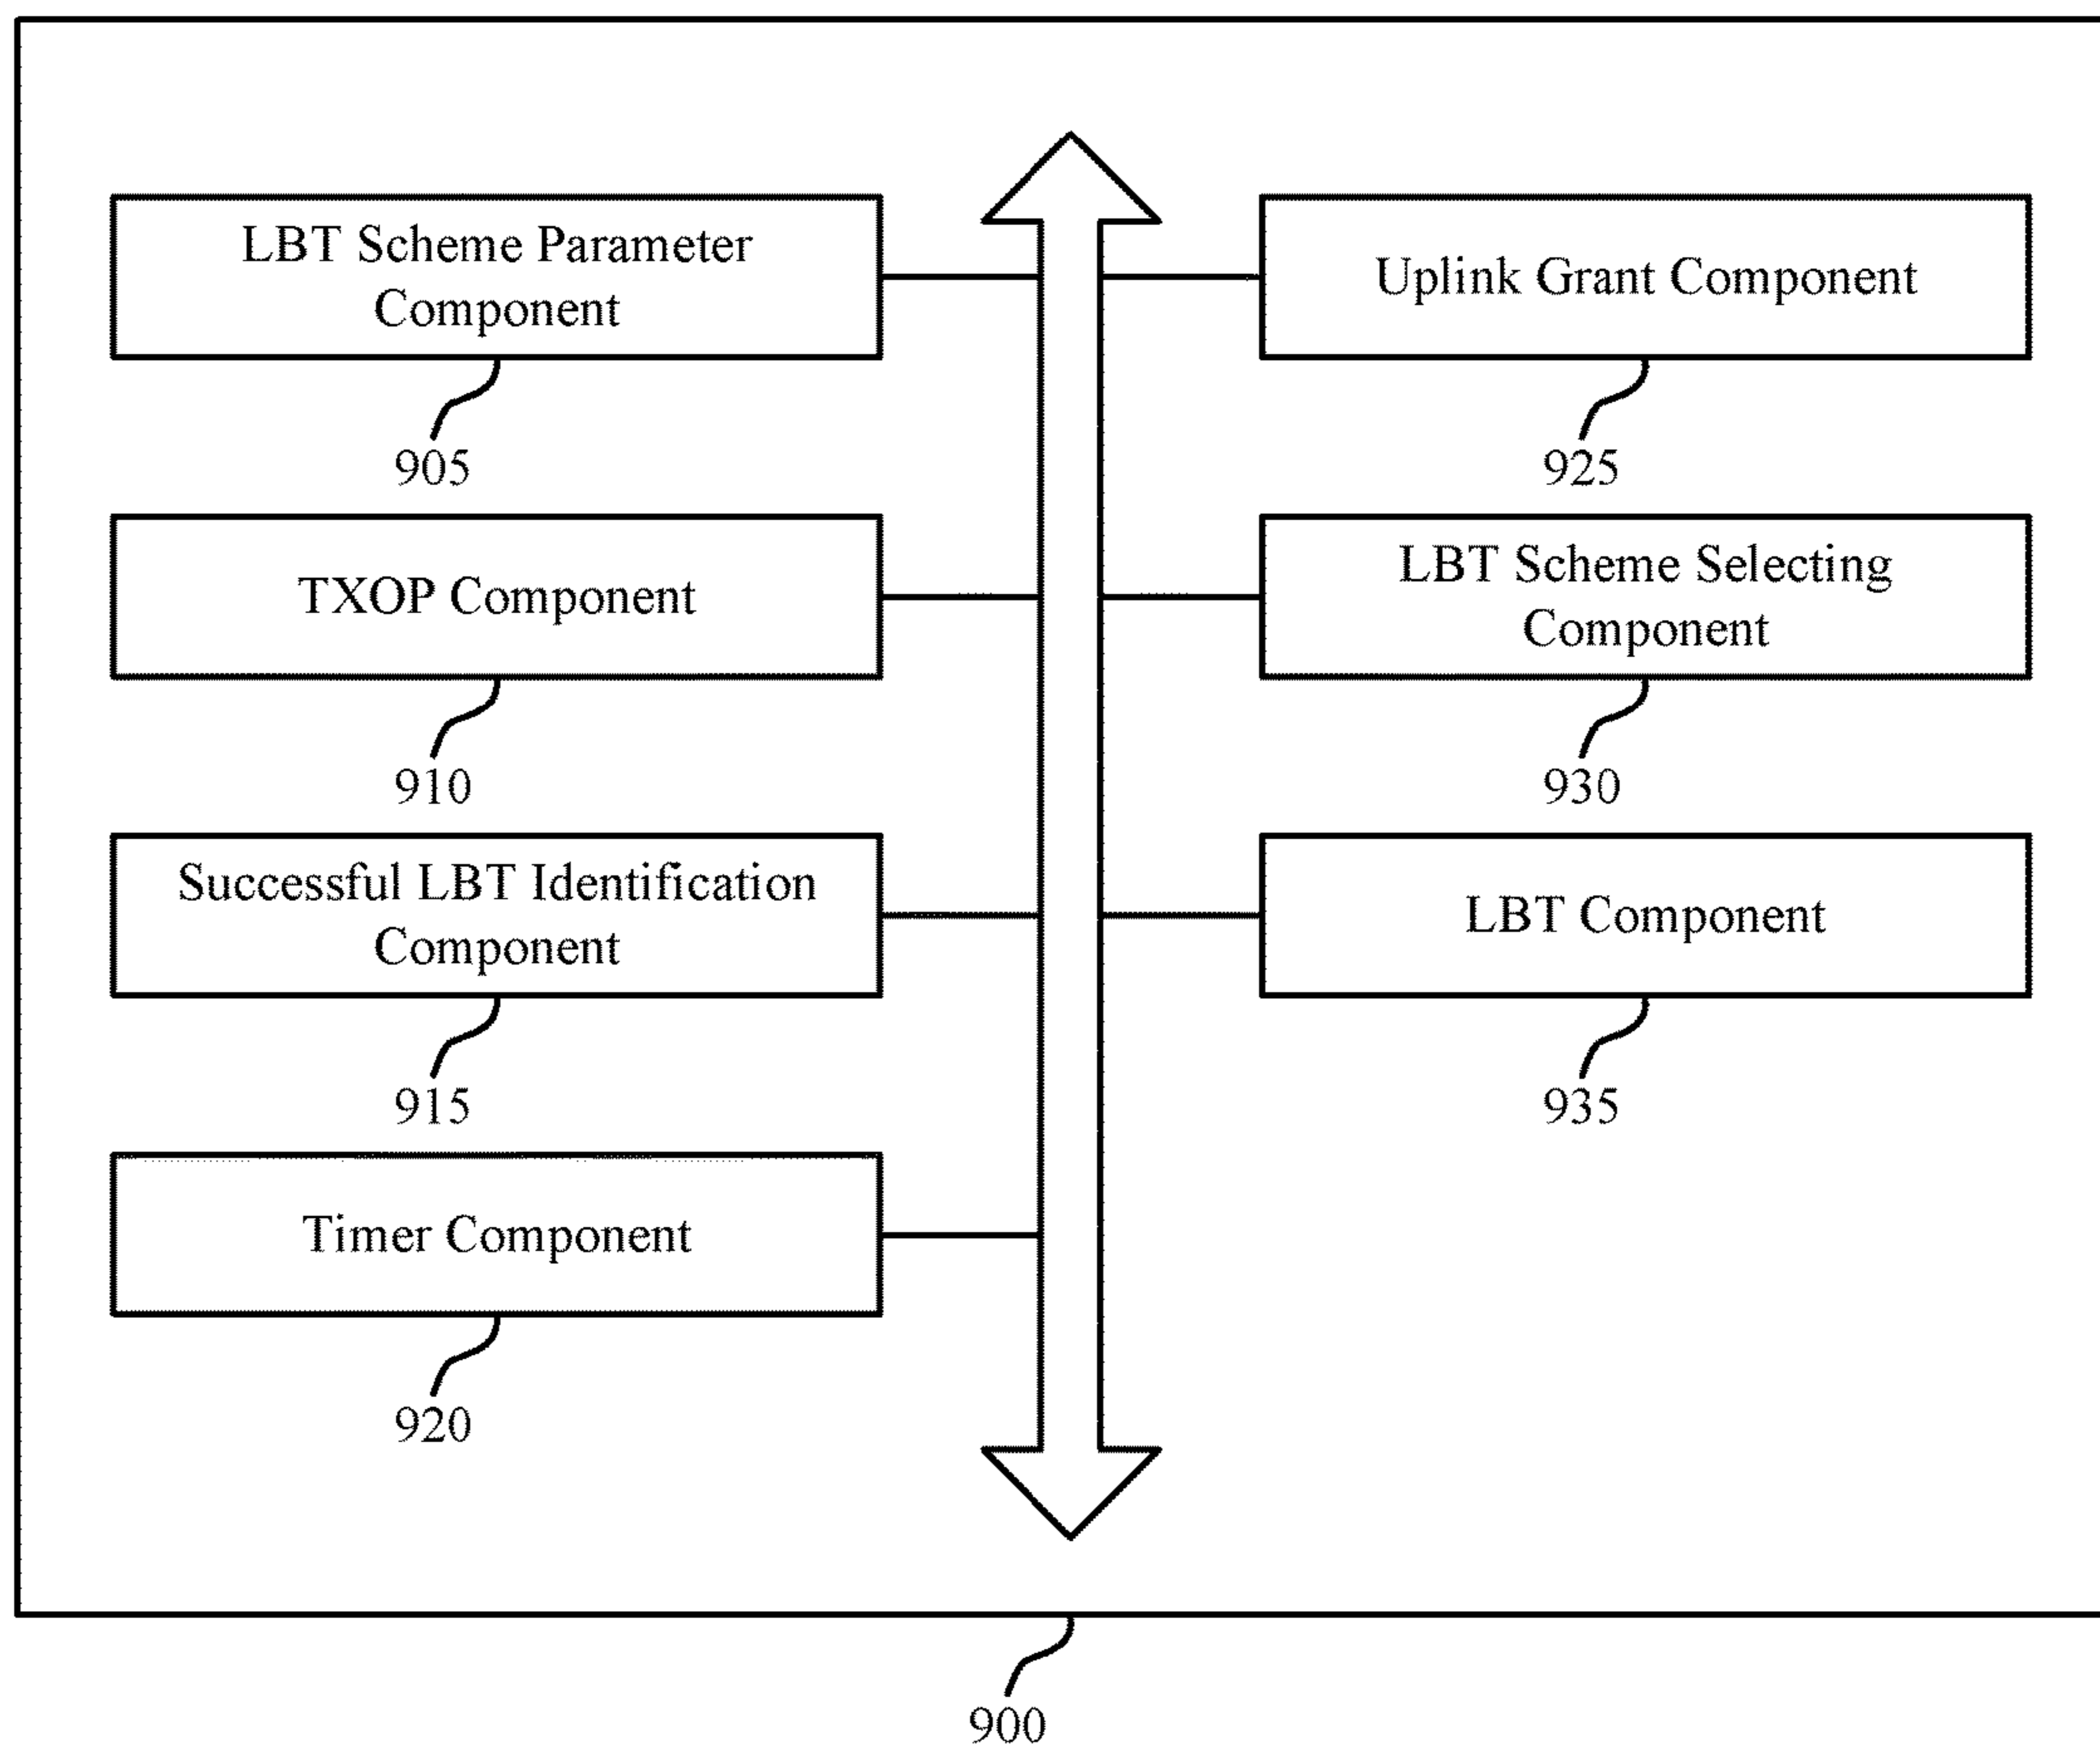 LBT Scheme Parameter
Component
905
TXOP Component
910
Successful LBT Identification
Component
915
Timer Component
920
Uplink Grant Component
925
LBT Scheme Selecting
Component
930
LBT Component
935
900